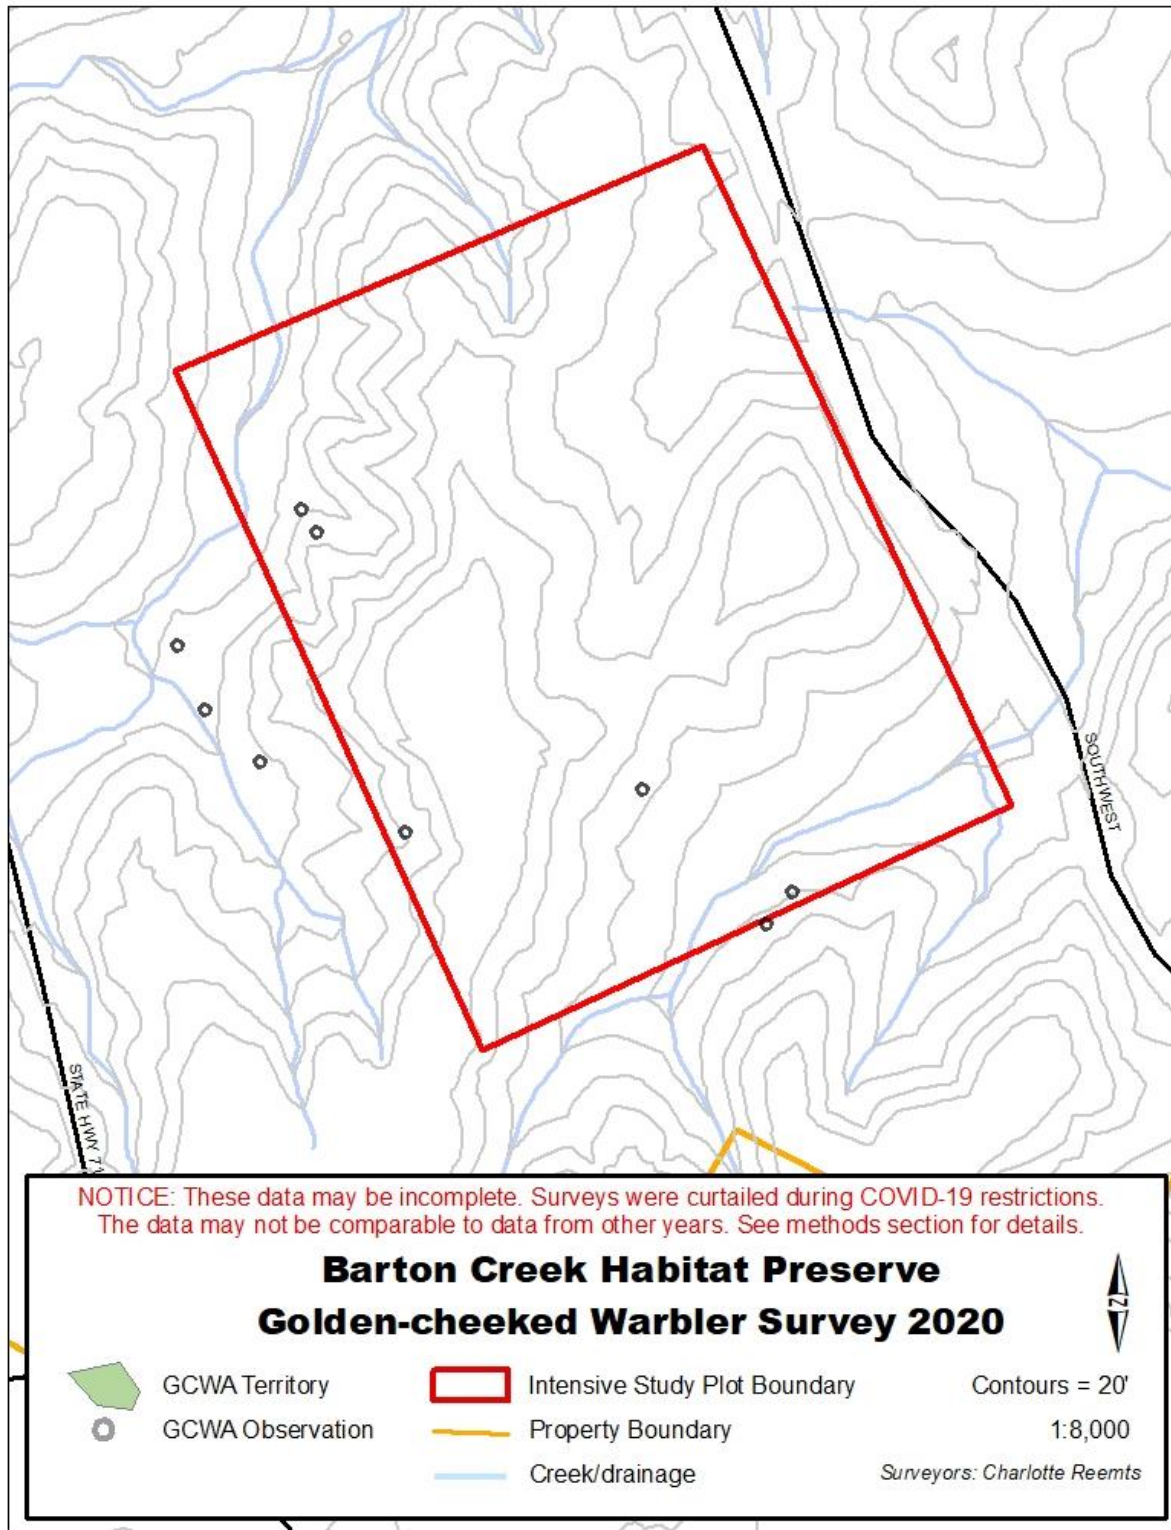 SOUTHWEST
STATE HWY 71
NOTICE: These data may be incomplete. Surveys were curtailed during COVID-19 restrictions.
The data may not be comparable to data from other years. See methods section for details.
Barton Creek Habitat Preserve
Golden-cheeked Warbler Survey 2020
N
GCWA Territory
Intensive Study Plot Boundary
Contours = 20'
GCWA Observation
Property Boundary
1:8,000
Creek/drainage
Surveyors: Charlotte Reemts